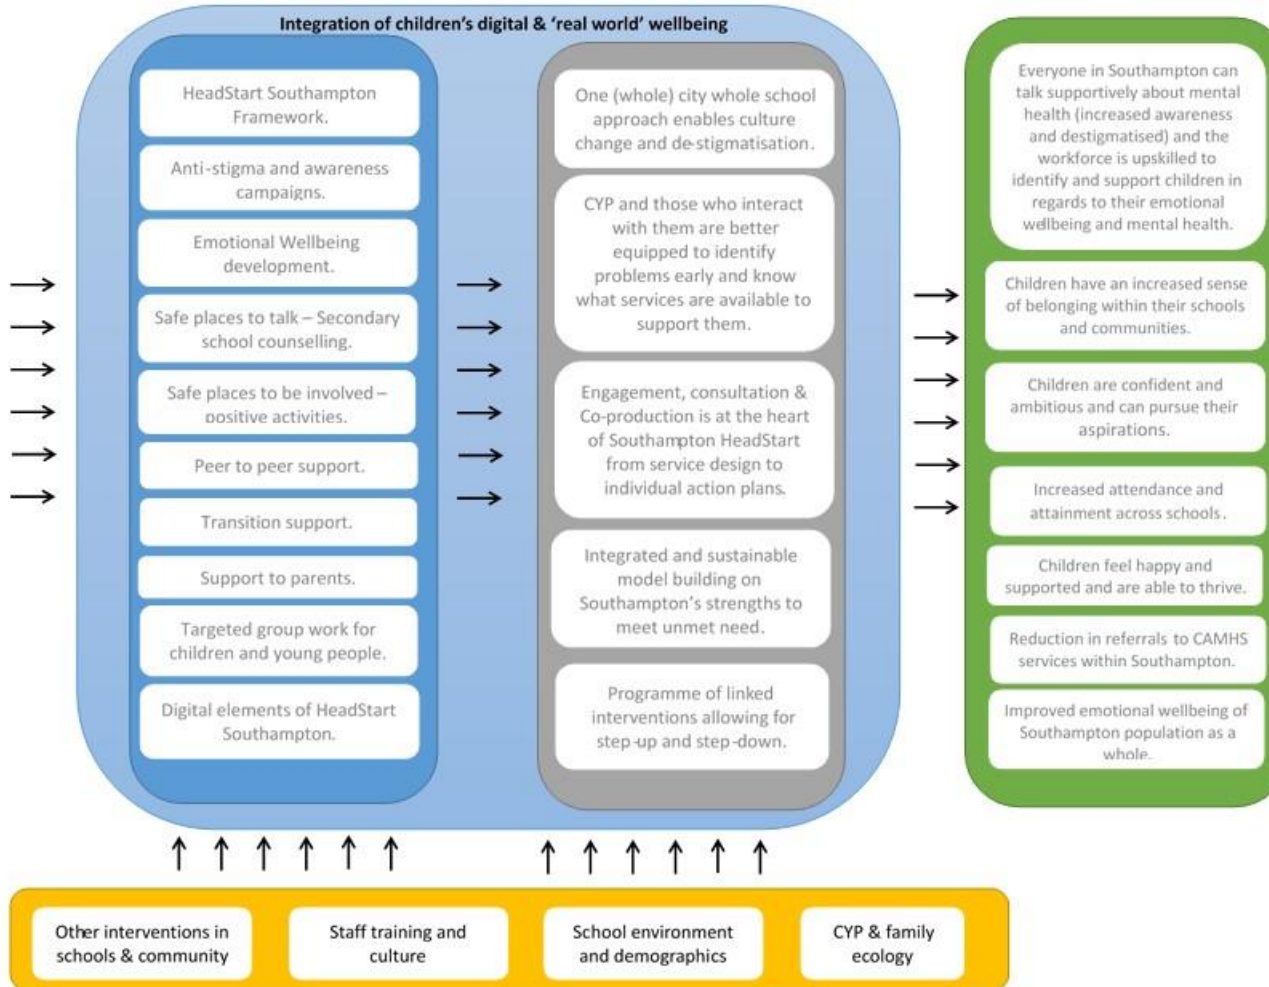 Integration of children's digital & 'real world' wellbeing
HeadStart Southampton
Framework.
Anti-stigma and awareness
campaigns.
Emotional Wellbeing
development.
Safe places to talk – Secondary
school counselling.
Safe places to be involved –
positive activities.
Peer to peer support.
Transition support.
Support to parents.
Targeted group work for
children and young people.
Digital elements of HeadStart
Southampton.
One (whole) city whole school
approach enables culture
change and de-stigmatisation.
CYP and those who interact
with them are better
equipped to identify
problems early and know
what services are available to
support them.
Engagement, consultation &
Co-production is at the heart
of Southampton HeadStart
from service design to
individual action plans.
Integrated and sustainable
model building on
Southampton's strengths to
meet unmet need.
Programme of linked
interventions allowing for
step-up and step-down.
Everyone in Southampton can
talk supportively about mental
health (increased awareness
and destigmatised) and the
workforce is upskilled to
identify and support children in
regards to their emotional
wellbeing and mental health.
Children have an increased sense
of belonging within their schools
and communities.
Children are confident and
ambitious and can pursue their
aspirations.
Increased attendance and
attainment across schools.
Children feel happy and
supported and are able to thrive.
Reduction in referrals to CAMHS
services within Southampton.
Improved emotional wellbeing of
Southampton population as a
whole.
Other interventions in
schools & community
Staff training and
culture
School environment
and demographics
CYP & family
ecology